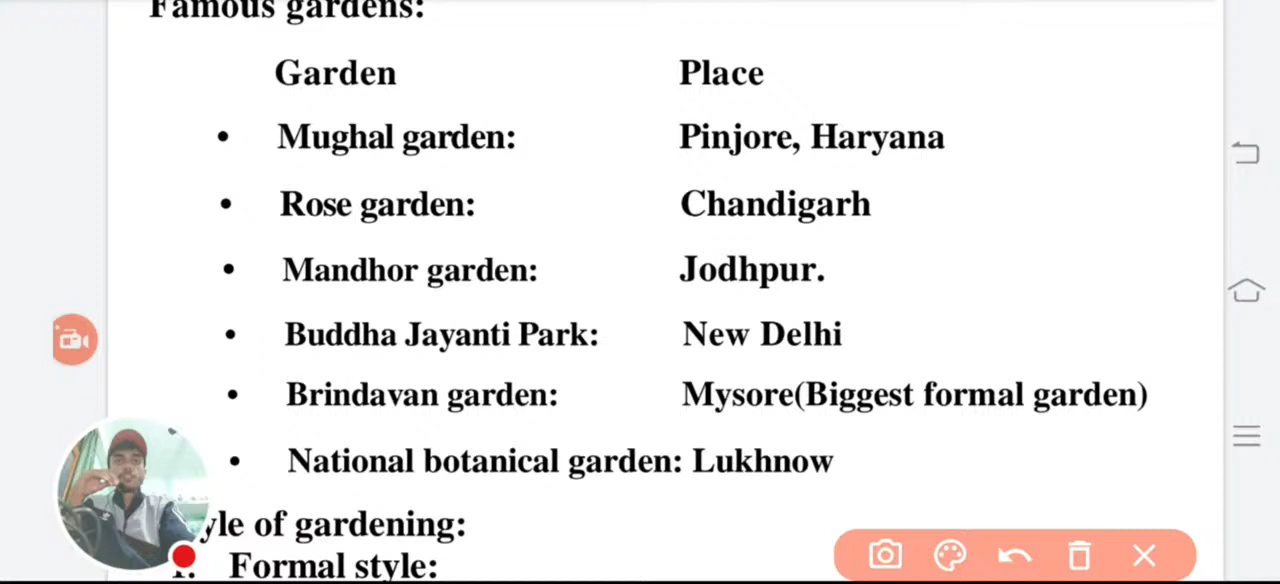 Famous gardens:
Garden Place
• Mughal garden: Pinjore, Haryana
• Rose garden: Chandigarh
• Mandhor garden: Jodhpur.
• Buddha Jayanti Park: New Delhi
• Brindavan garden: Mysore(Biggest formal garden)
• National botanical garden: Lukhnow
yle of gardening:
1. Formal style: